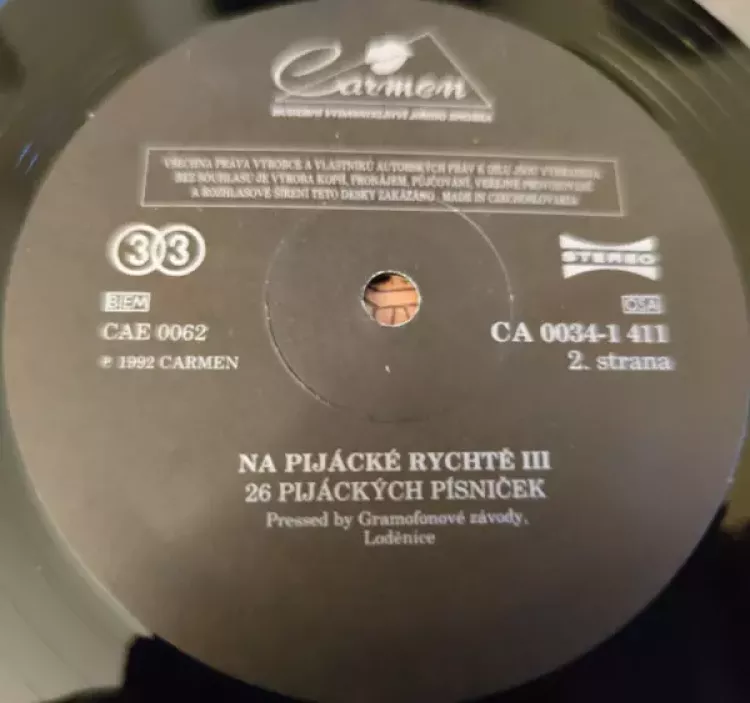 Carmen
HUDEBNÍ VYDAVATELSTVÍ
VŠECHNA PRÁVA VÝROBCE A VLASTNÍKŮ AUTORSKÝCH PRÁV K DÍLU JSOU VYHRAZENA
BEZ SOUHLASU JE VÝROBA KOPIÍ, PRONÁJEM, PŮJČOVÁNÍ, VEŘEJNÉ PROVOZOVÁNÍ
A ROZHLASOVÉ ŠÍŘENÍ TÉTO DESKY ZAKÁZÁNO. MADE IN CZECHOSLOVAKIA
33
STEREO
BIEM
OSA
CAE 0062
CA 0034-1 411
℗ 1992 CARMEN
2. strana
NA PIJÁCKÉ RYCHTĚ III
26 PIJÁCKÝCH PÍSNIČEK
Pressed by Gramofonové závody,
Loděnice